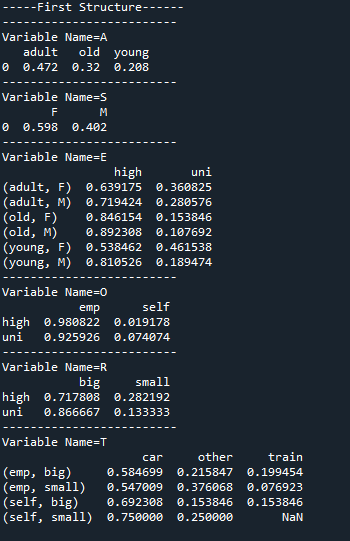 -----First Structure------
-------------------------
Variable Name=A
adult old young
0 0.472 0.32 0.208
-------------------------
Variable Name=S
F M
0 0.598 0.402
-------------------------
Variable Name=E
high uni
(adult, F) 0.639175 0.360825
(adult, M) 0.719424 0.280576
(old, F) 0.846154 0.153846
(old, M) 0.892308 0.107692
(young, F) 0.538462 0.461538
(young, M) 0.810526 0.189474
-------------------------
Variable Name=O
emp self
high 0.980822 0.019178
uni 0.925926 0.074074
-------------------------
Variable Name=R
big small
high 0.717808 0.282192
uni 0.866667 0.133333
-------------------------
Variable Name=T
car other train
(emp, big) 0.584699 0.215847 0.199454
(emp, small) 0.547009 0.376068 0.076923
(self, big) 0.692308 0.153846 0.153846
(self, small) 0.750000 0.250000 NaN